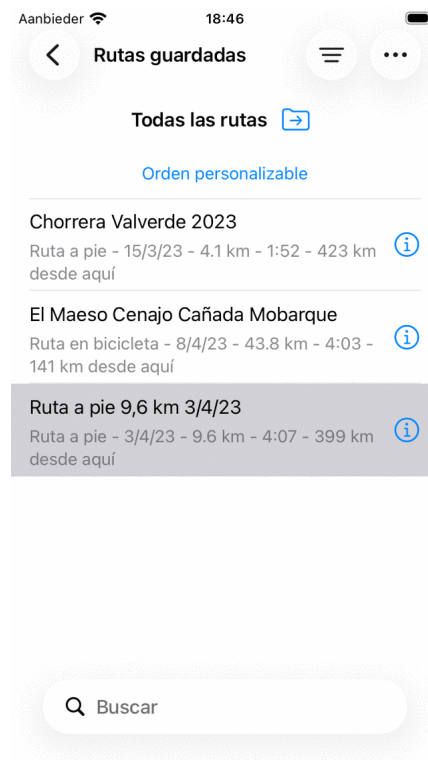 Aanbieder 18:46
Rutas guardadas
Todas las rutas
Orden personalizable
Chorrera Valverde 2023
Ruta a pie - 15/3/23 - 4.1 km - 1:52 - 423 km
desde aquí
El Maeso Cenajo Cañada Mobarque
Ruta en bicicleta - 8/4/23 - 43.8 km - 4:03 -
141 km desde aquí
Ruta a pie 9,6 km 3/4/23
Ruta a pie - 3/4/23 - 9.6 km - 4:07 - 399 km
desde aquí
Buscar